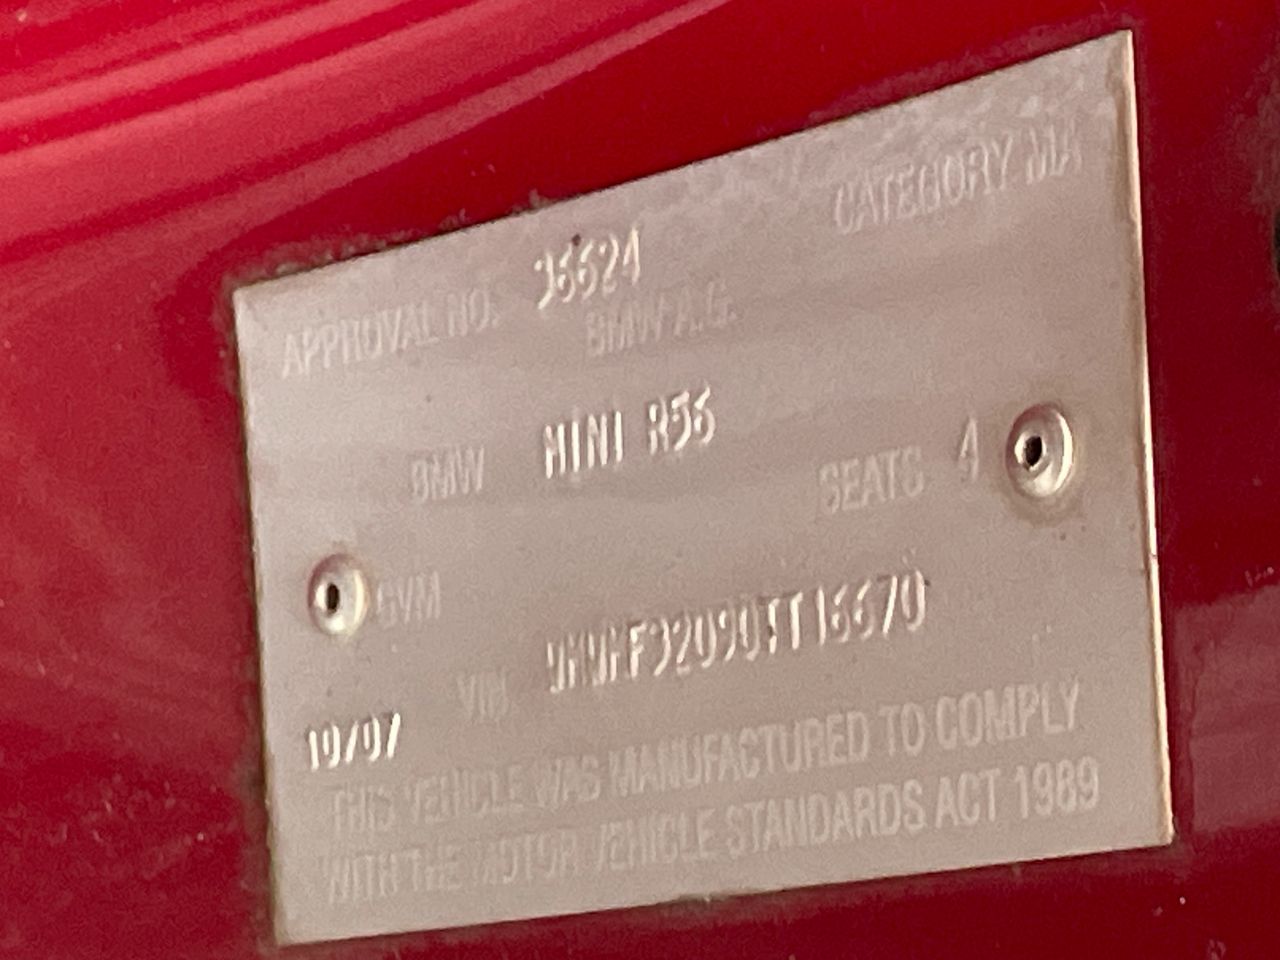 CATEGORY MA
APPROVAL NO. 36624
BMW A.G.
BMW MINI R56
SEATS 4
GVM
VIN
10/07
THIS VEHICLE WAS MANUFACTURED TO COMPLY
WITH THE MOTOR VEHICLE STANDARDS ACT 1989